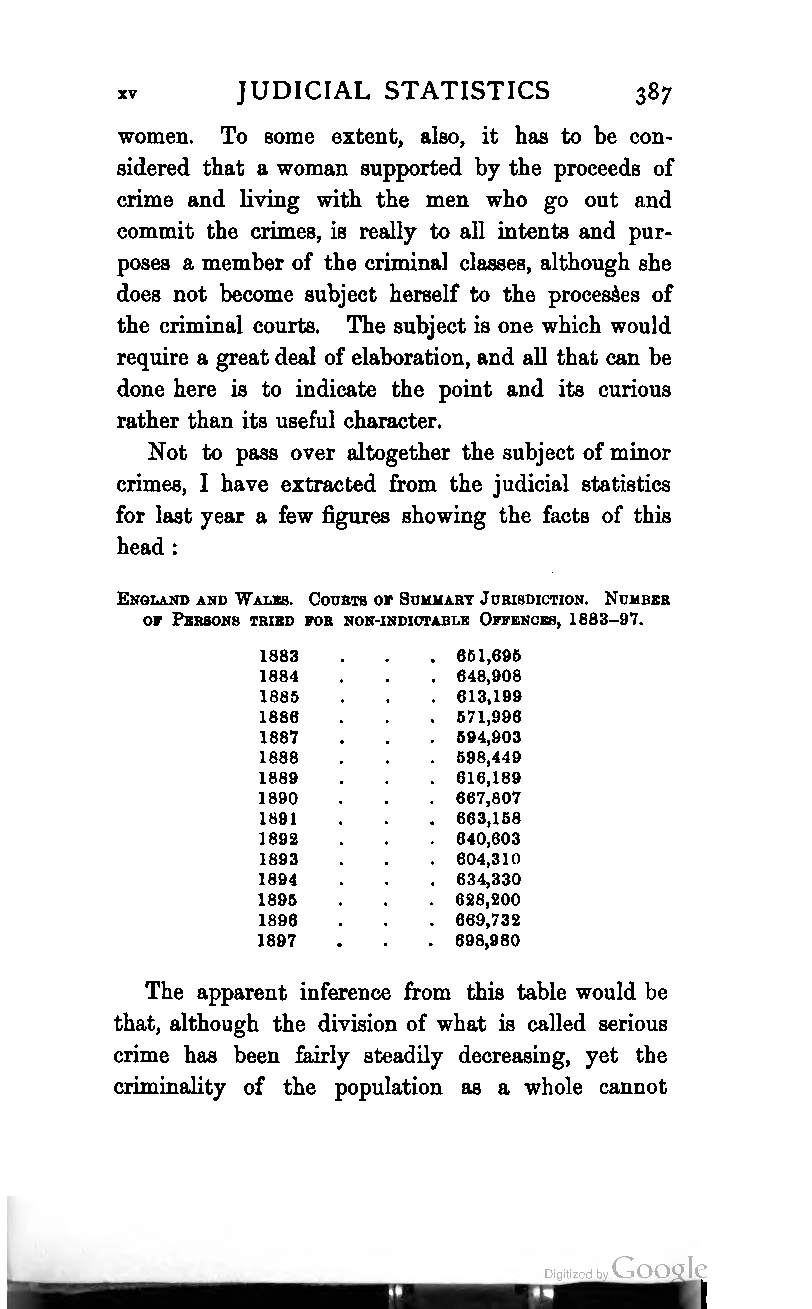 xv JUDICIAL STATISTICS 387
women. To some extent, also, it has to be con-
sidered that a woman supported by the proceeds of
crime and living with the men who go out and
commit the crimes, is really to all intents and pur-
poses a member of the criminal classes, although she
does not become subject herself to the processes of
the criminal courts. The subject is one which would
require a great deal of elaboration, and all that can be
done here is to indicate the point and its curious
rather than its useful character.
Not to pass over altogether the subject of minor
crimes, I have extracted from the judicial statistics
for last year a few figures showing the facts of this
head :
ENGLAND AND WALES. COURTS OF SUMMARY JURISDICTION. NUMBER
OF PERSONS TRIED FOR NON-INDICTABLE OFFENCES, 1883–97.
1883 . . . 651,695
1884 . . . 648,908
1885 . . . 613,199
1886 . . . 571,996
1887 . . . 594,903
1888 . . . 598,449
1889 . . . 616,189
1890 . . . 667,807
1891 . . . 663,158
1892 . . . 640,603
1893 . . . 604,310
1894 . . . 634,330
1895 . . . 628,200
1896 . . . 669,732
1897 . . . 698,980
The apparent inference from this table would be
that, although the division of what is called serious
crime has been fairly steadily decreasing, yet the
criminality of the population as a whole cannot
Digitized by Google